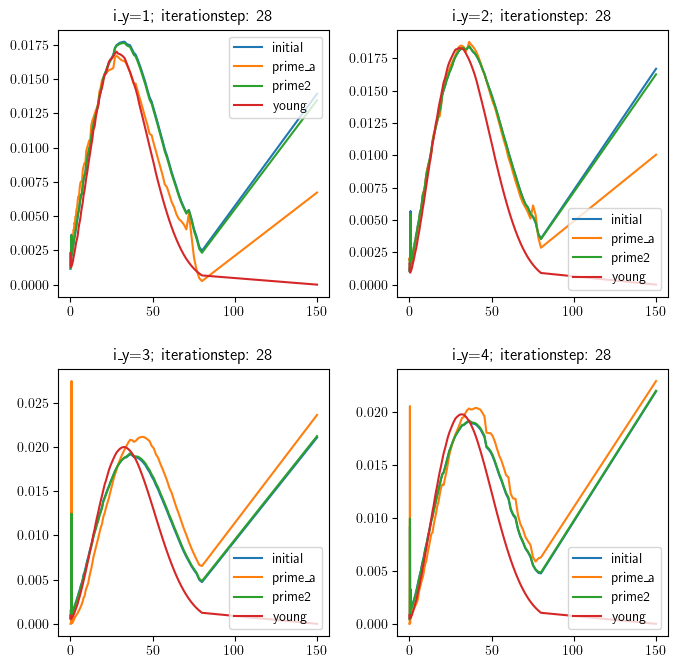 i_y=1; iterationstep: 28
0.0175
0.0150
0.0125
0.0100
0.0075
0.0050
0.0025
0.0000
0
50
100
150
initial
prime_a
prime2
young
i_y=2; iterationstep: 28
0.0175
0.0150
0.0125
0.0100
0.0075
0.0050
0.0025
0.0000
0
50
100
150
initial
prime_a
prime2
young
i_y=3; iterationstep: 28
0.025
0.020
0.015
0.010
0.005
0.000
0
50
100
150
initial
prime_a
prime2
young
i_y=4; iterationstep: 28
0.020
0.015
0.010
0.005
0.000
0
50
100
150
initial
prime_a
prime2
young